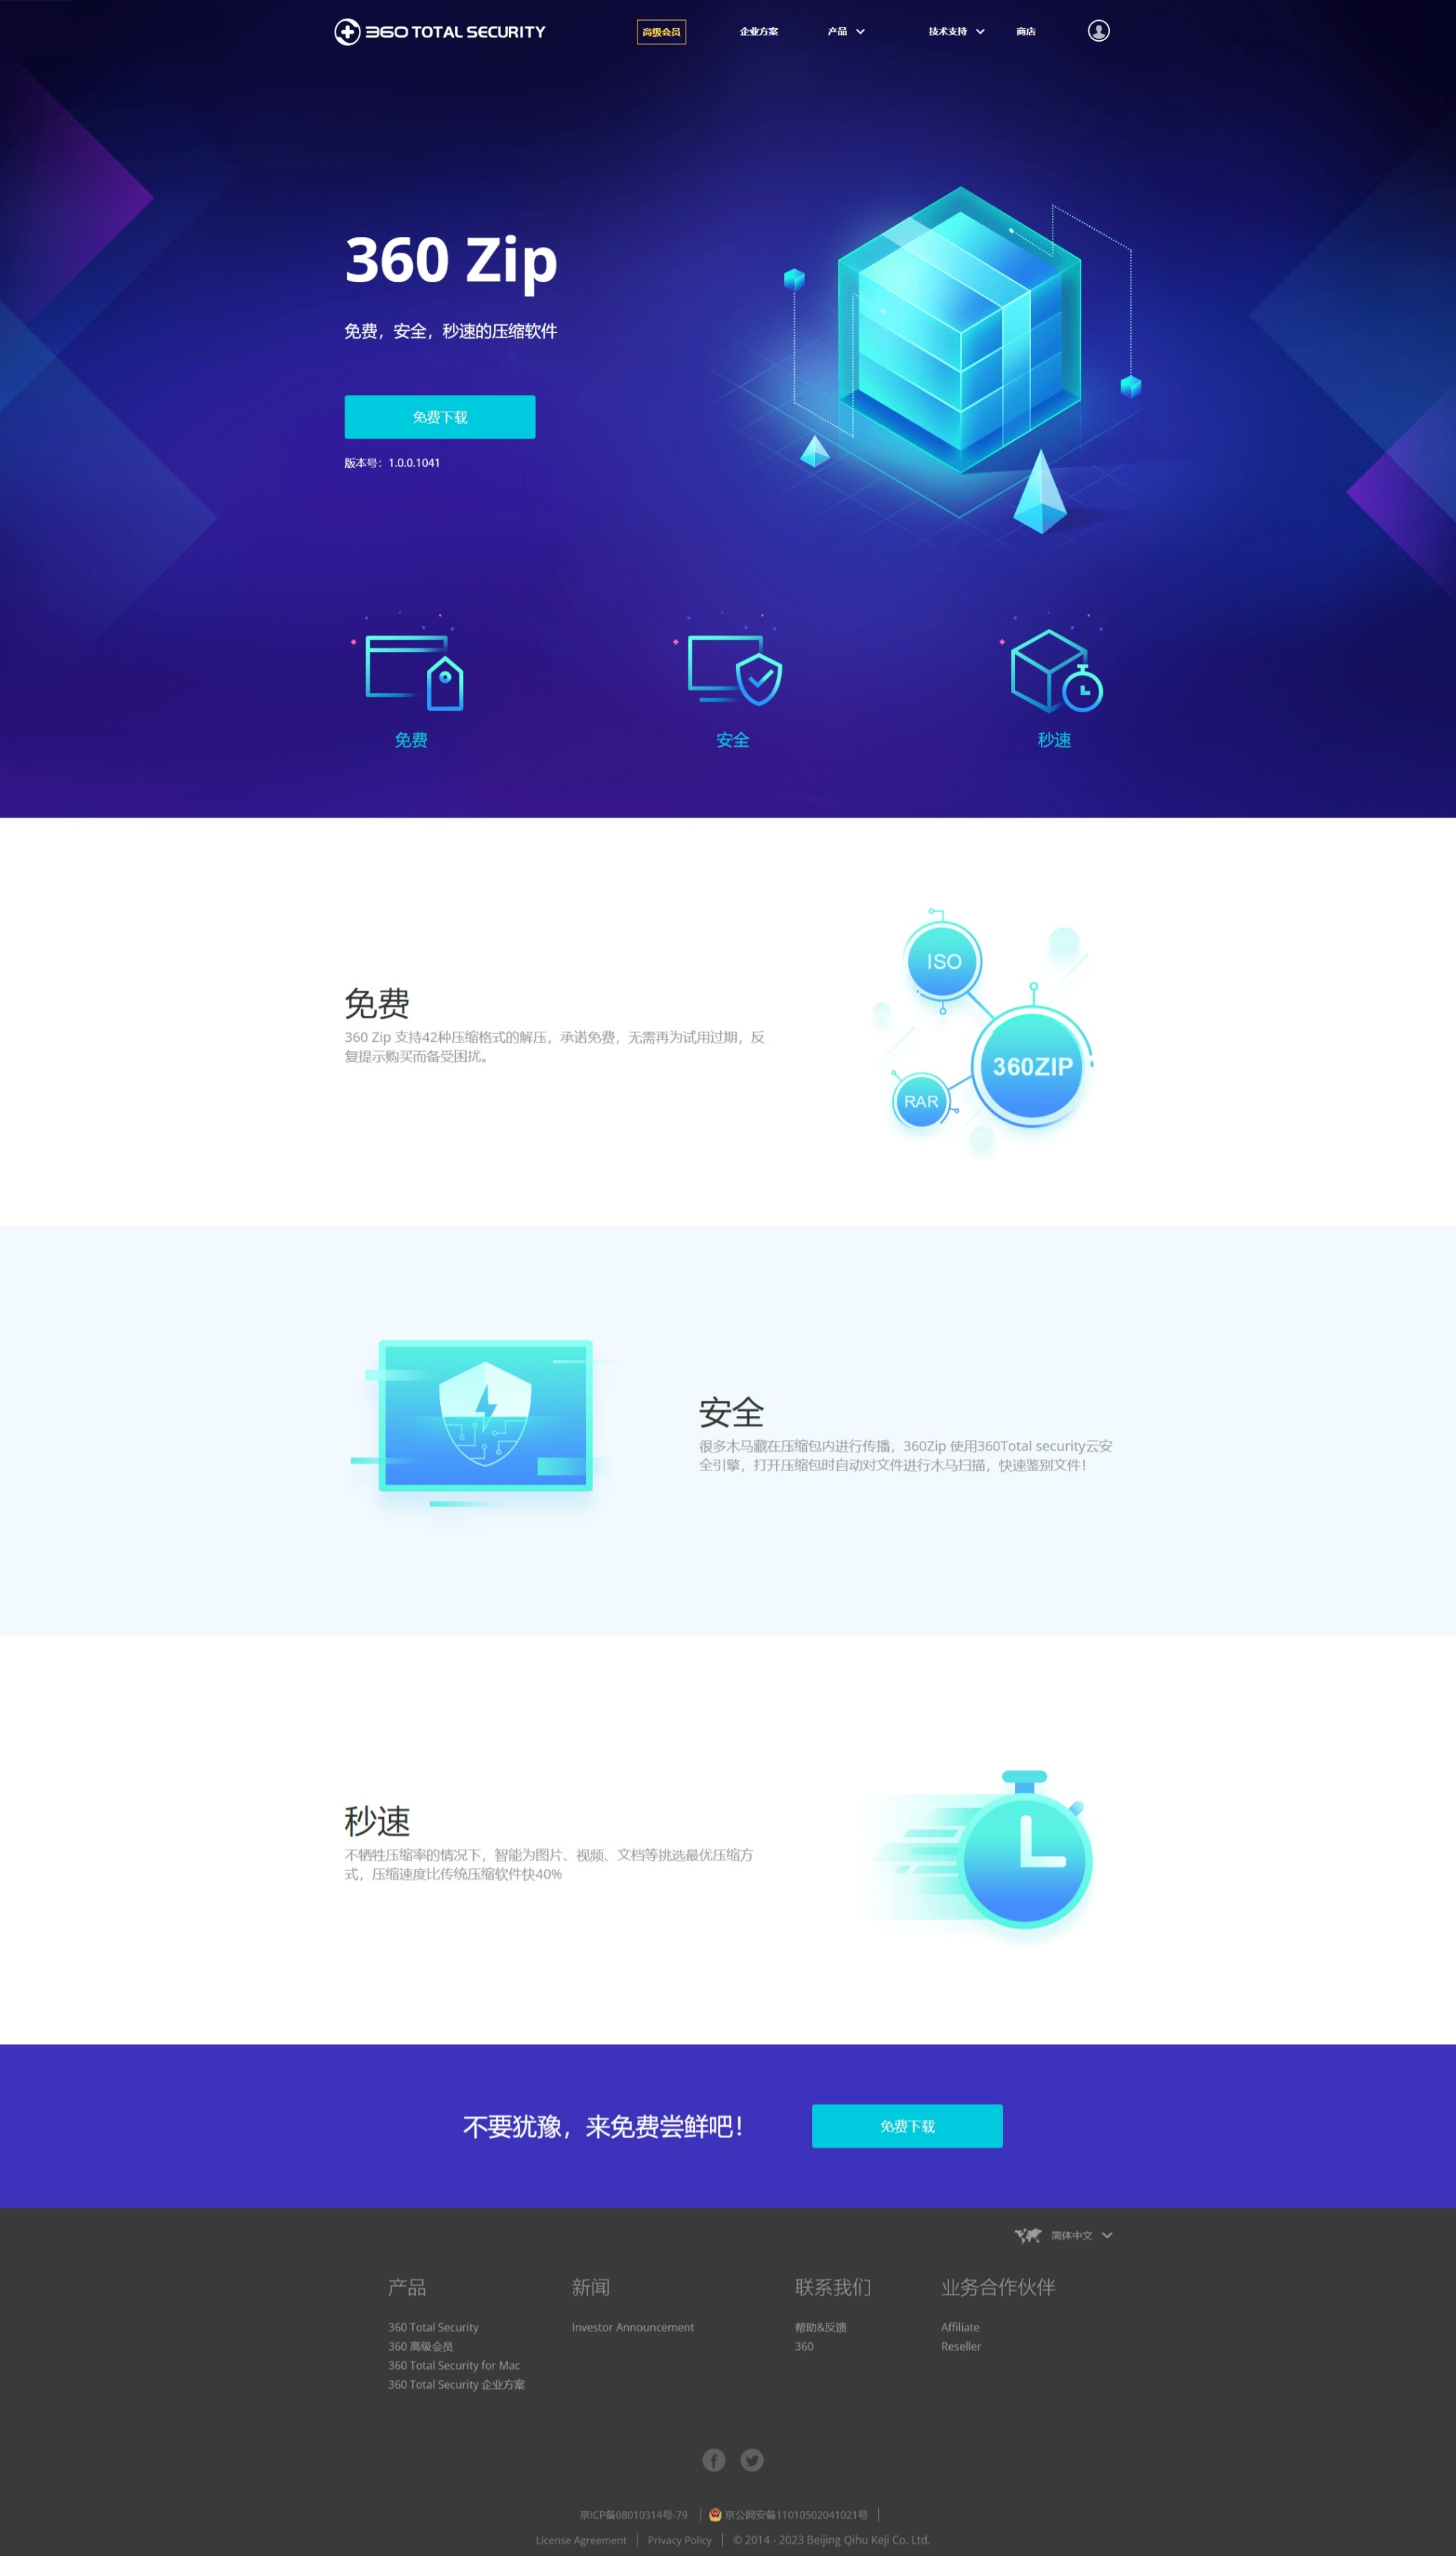 360 TOTAL SECURITY
高级会员
企业方案
产品
技术支持
商店
360 Zip
免费，安全，秒速的压缩软件
免费下载
版本号：1.0.0.1041
免费
安全
秒速
ISO
360ZIP
RAR
免费
360 Zip 支持42种压缩格式的解压，承诺免费，无需再为试用过期，反
复提示购买而备受困扰。
安全
很多木马藏在压缩包内进行传播，360Zip 使用360Total security云安
全引擎，打开压缩包时自动对文件进行木马扫描，快速鉴别文件！
秒速
不牺牲压缩率的情况下，智能为图片、视频、文档等挑选最优压缩方
式，压缩速度比传统压缩软件快40%
不要犹豫，来免费尝鲜吧！
免费下载
简体中文
产品
360 Total Security
360 高级会员
360 Total Security for Mac
360 Total Security 企业方案
新闻
Investor Announcement
联系我们
帮助&反馈
360
业务合作伙伴
Affiliate
Reseller
京ICP备08010314号-79
京公网安备11010502041021号
License Agreement
Privacy Policy
© 2014 - 2023 Beijing Qihu Keji Co. Ltd.